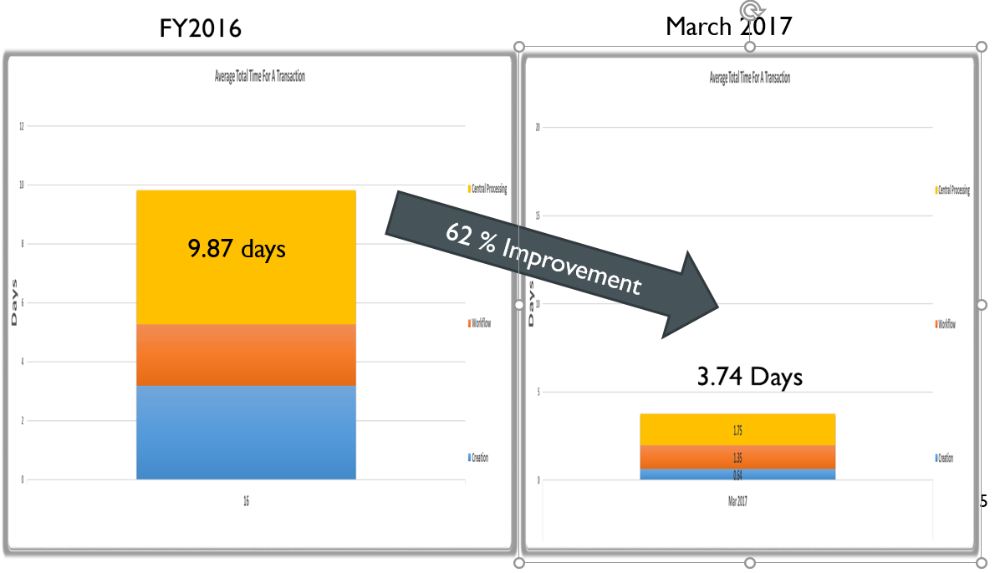 FY2016
March 2017
Average Total Time For A Transaction
12
10
8
6
4
2
0
Days
9.87 days
Central Processing
Workflow
Creation
16
62 % Improvement
Average Total Time For A Transaction
20
15
10
5
0
Days
3.74 Days
1.75
1.35
0.64
Central Processing
Workflow
Creation
Mar 2017
5